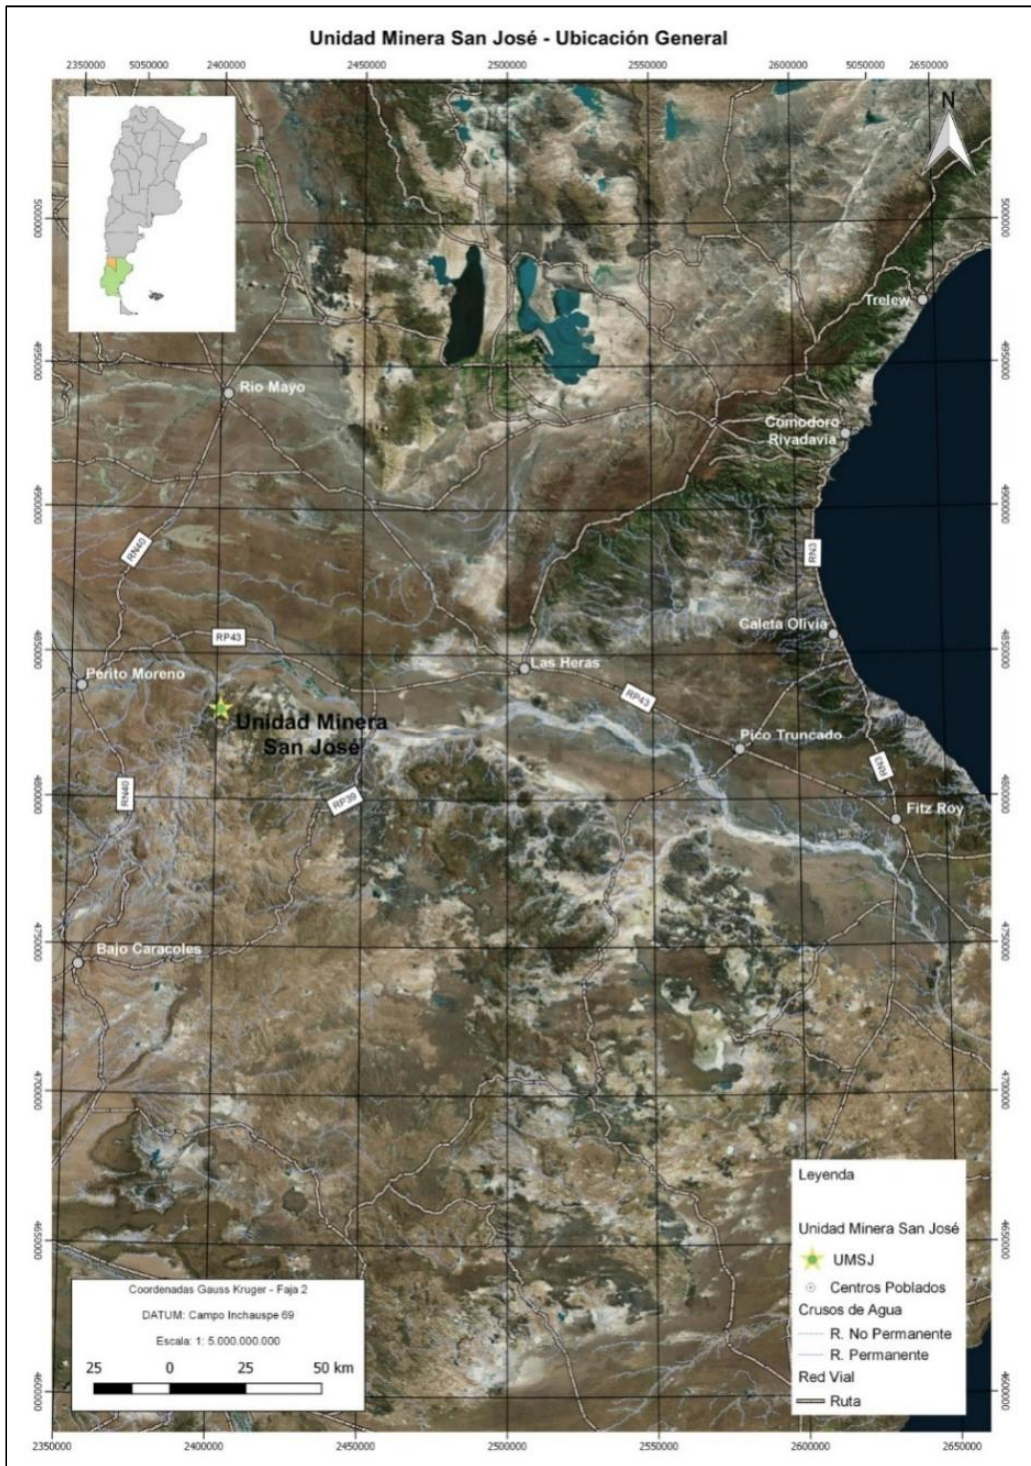 Unidad Minera San José - Ubicación General
2350000 5050000 2400000 2450000 2500000 2550000 2600000 5050000 2650000
N
5000000
5000000
Trelew
4950000
4950000
Río Mayo
Comodoro
Rivadavia
4900000
4900000
RN40
RN3
Caleta Olivia
RP43
4850000
4850000
Las Heras
Perito Moreno
RP43
Unidad Minera
San José
Pico Truncado
RN3
RN40
RP39
4800000
4800000
Fitz Roy
4750000
4750000
Bajo Caracoles
4700000
4700000
Leyenda
Unidad Minera San José
UMSJ
Centros Poblados
Crusos de Agua
R. No Permanente
R. Permanente
Red Vial
Ruta
4650000
4650000
Coordenadas Gauss Kruger - Faja 2
DATUM: Campo Inchauspe 69
Escala: 1: 5.000.000.000
25 0 25 50 km
4600000
4600000
2350000 2400000 2450000 2500000 2550000 2600000 2650000